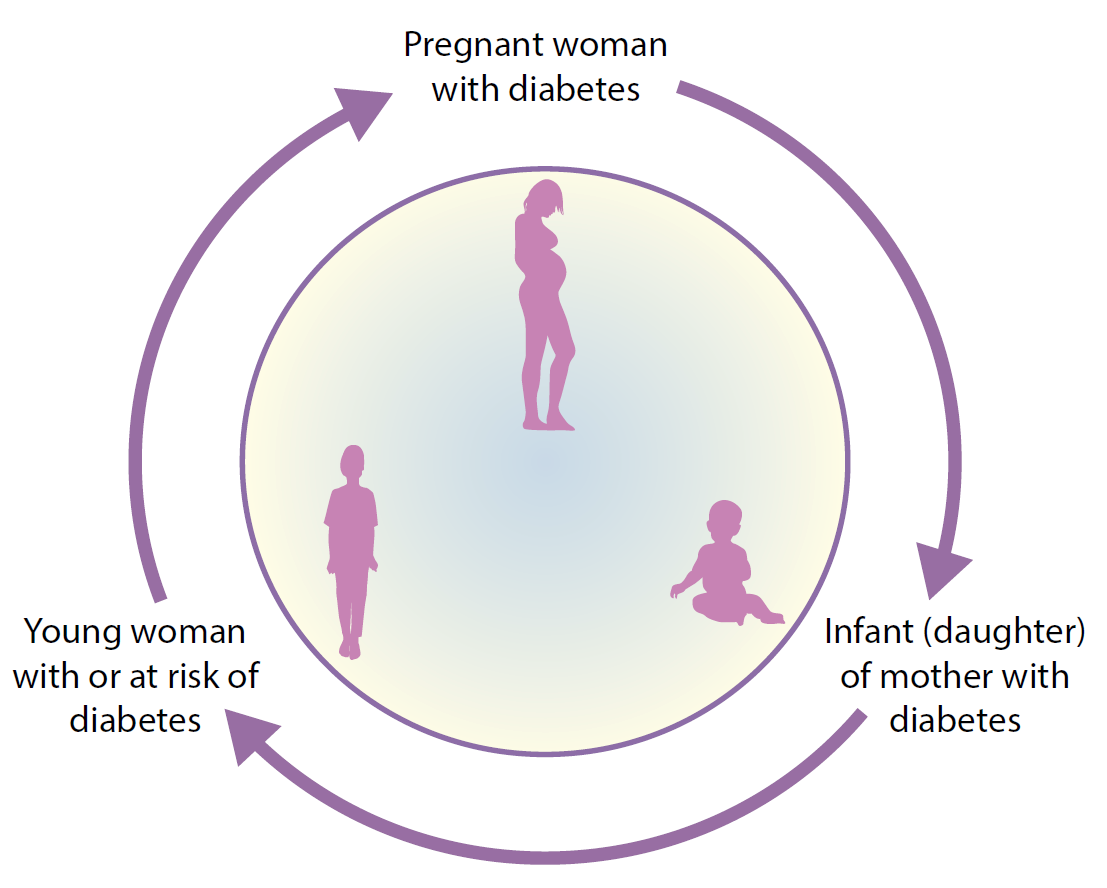 Pregnant woman
with diabetes
Infant (daughter)
of mother with
diabetes
Young woman
with or at risk of
diabetes